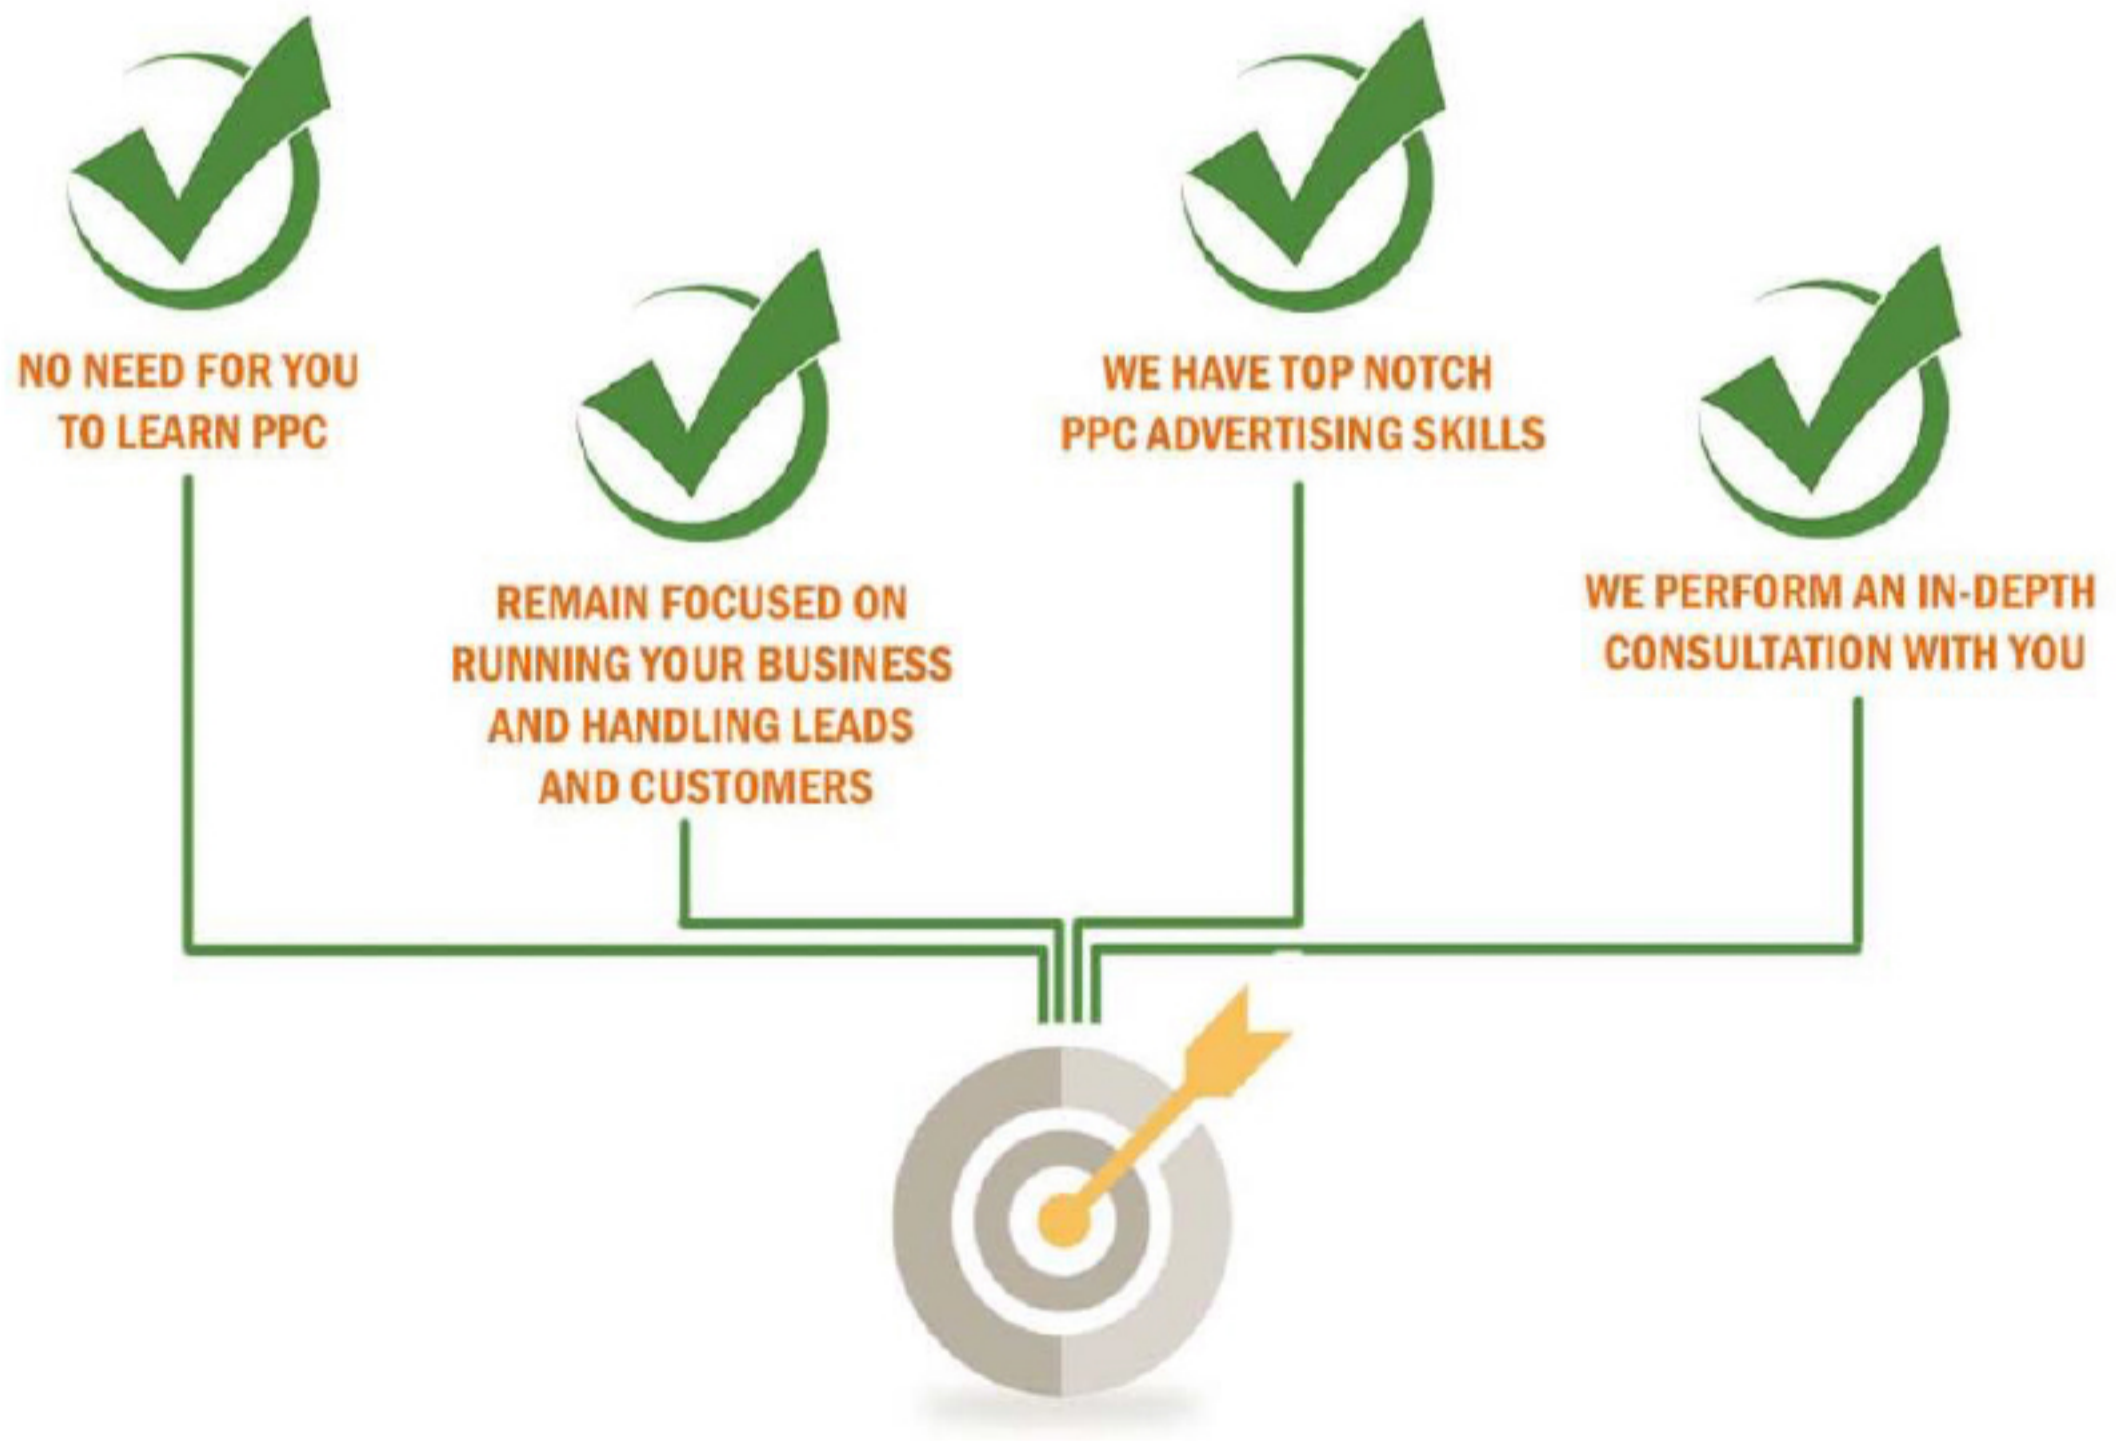 NO NEED FOR YOU
TO LEARN PPC
REMAIN FOCUSED ON
RUNNING YOUR BUSINESS
AND HANDLING LEADS
AND CUSTOMERS
WE HAVE TOP NOTCH
PPC ADVERTISING SKILLS
WE PERFORM AN IN-DEPTH
CONSULTATION WITH YOU